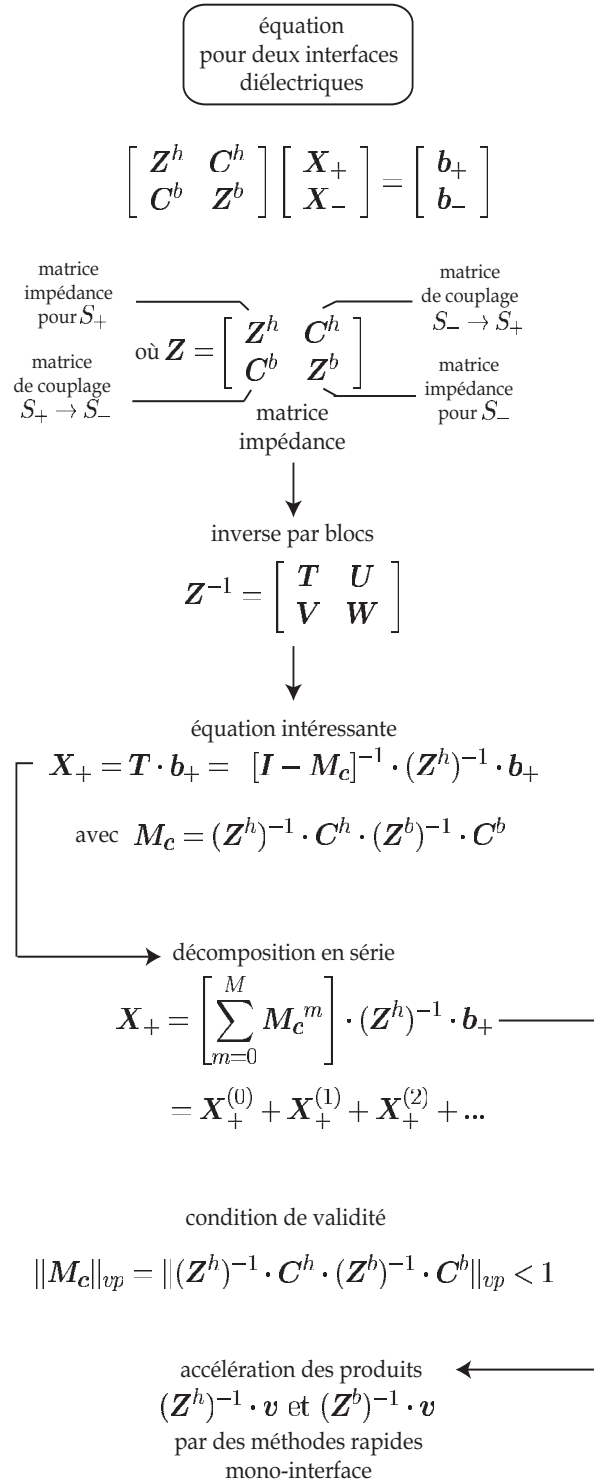 équation
pour deux interfaces
diélectriques
[ Z^h C^h ; C^b Z^b ] [ X_+ ; X_- ] = [ b_+ ; b_- ]
matrice
impédance
pour S_+
matrice
de couplage
S_- → S_+
où Z = [ Z^h C^h ; C^b Z^b ]
matrice
de couplage
S_+ → S_-
matrice
impédance
pour S_-
matrice
impédance
inverse par blocs
Z^{-1} = [ T U ; V W ]
équation intéressante
X_+ = T · b_+ = [I − M_c]^{-1} · (Z^h)^{-1} · b_+
avec M_c = (Z^h)^{-1} · C^h · (Z^b)^{-1} · C^b
décomposition en série
X_+ = [ \sum_{m=0}^{M} M_c^m ] · (Z^h)^{-1} · b_+
= X_+^{(0)} + X_+^{(1)} + X_+^{(2)} + ...
condition de validité
||M_c||_{vp} = ||(Z^h)^{-1} · C^h · (Z^b)^{-1} · C^b||_{vp} < 1
accélération des produits
(Z^h)^{-1} · v et (Z^b)^{-1} · v
par des méthodes rapides
mono-interface